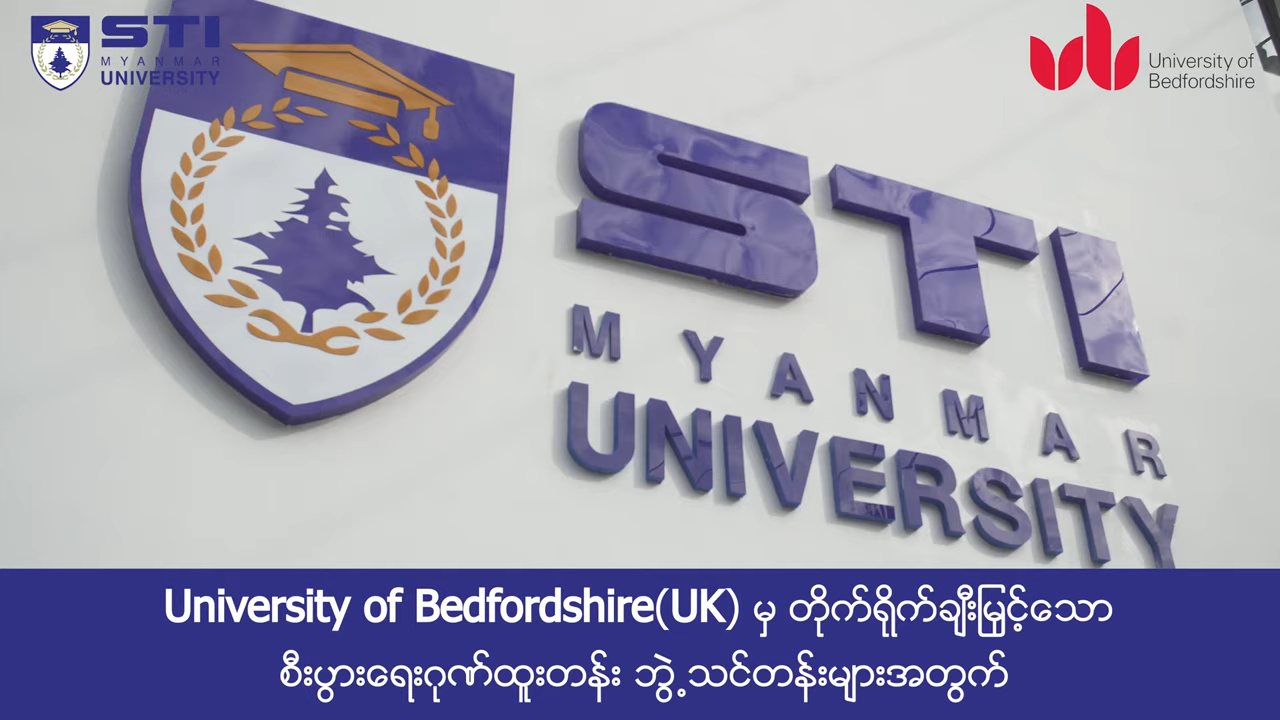 STI
MYANMAR
UNIVERSITY
University of
Bedfordshire
STI
MYANMAR
UNIVERSITY
University of Bedfordshire(UK) မှ တိုက်ရိုက်ချီးမြှင့်သော
စီးပွားရေးဂုဏ်ထူးတန်း ဘွဲ့သင်တန်းများအတွက်